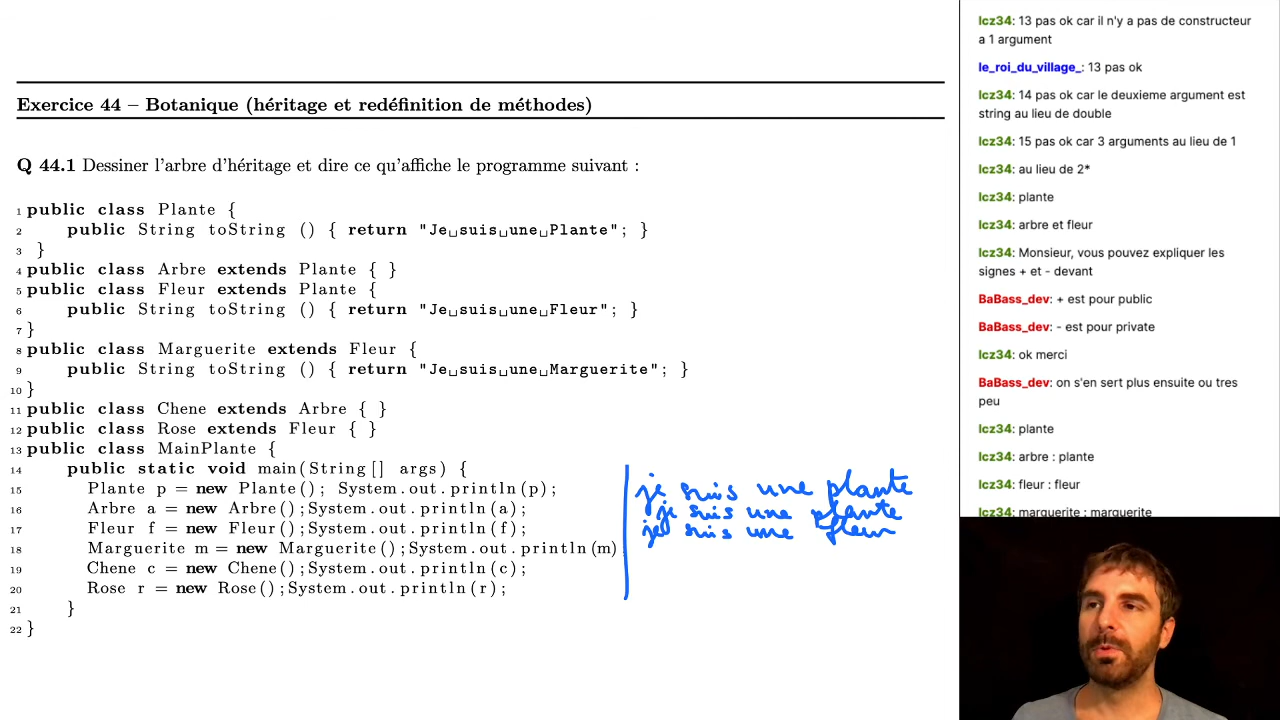 Exercice 44 – Botanique (héritage et redéfinition de méthodes)
Q 44.1 Dessiner l'arbre d'héritage et dire ce qu'affiche le programme suivant :
1 public class Plante {
2 public String toString () { return "Je␣suis␣une␣Plante"; }
3 }
4 public class Arbre extends Plante { }
5 public class Fleur extends Plante {
6 public String toString () { return "Je␣suis␣une␣Fleur"; }
7 }
8 public class Marguerite extends Fleur {
9 public String toString () { return "Je␣suis␣une␣Marguerite"; }
10 }
11 public class Chene extends Arbre { }
12 public class Rose extends Fleur { }
13 public class MainPlante {
14 public static void main(String[] args) {
15 Plante p = new Plante(); System.out.println(p);
16 Arbre a = new Arbre();System.out.println(a);
17 Fleur f = new Fleur();System.out.println(f);
18 Marguerite m = new Marguerite();System.out.println(m)
19 Chene c = new Chene();System.out.println(c);
20 Rose r = new Rose();System.out.println(r);
21 }
22 }
je suis une plante
je suis une plante
je suis une fleur
lcz34: 13 pas ok car il n'y a pas de constructeur
a 1 argument
le_roi_du_village_: 13 pas ok
lcz34: 14 pas ok car le deuxieme argument est
string au lieu de double
lcz34: 15 pas ok car 3 arguments au lieu de 1
lcz34: au lieu de 2*
lcz34: plante
lcz34: arbre et fleur
lcz34: Monsieur, vous pouvez expliquer les
signes + et - devant
BaBass_dev: + est pour public
BaBass_dev: - est pour private
lcz34: ok merci
BaBass_dev: on s'en sert plus ensuite ou tres
peu
lcz34: plante
lcz34: arbre : plante
lcz34: fleur : fleur
lcz34: marguerite : marguerite